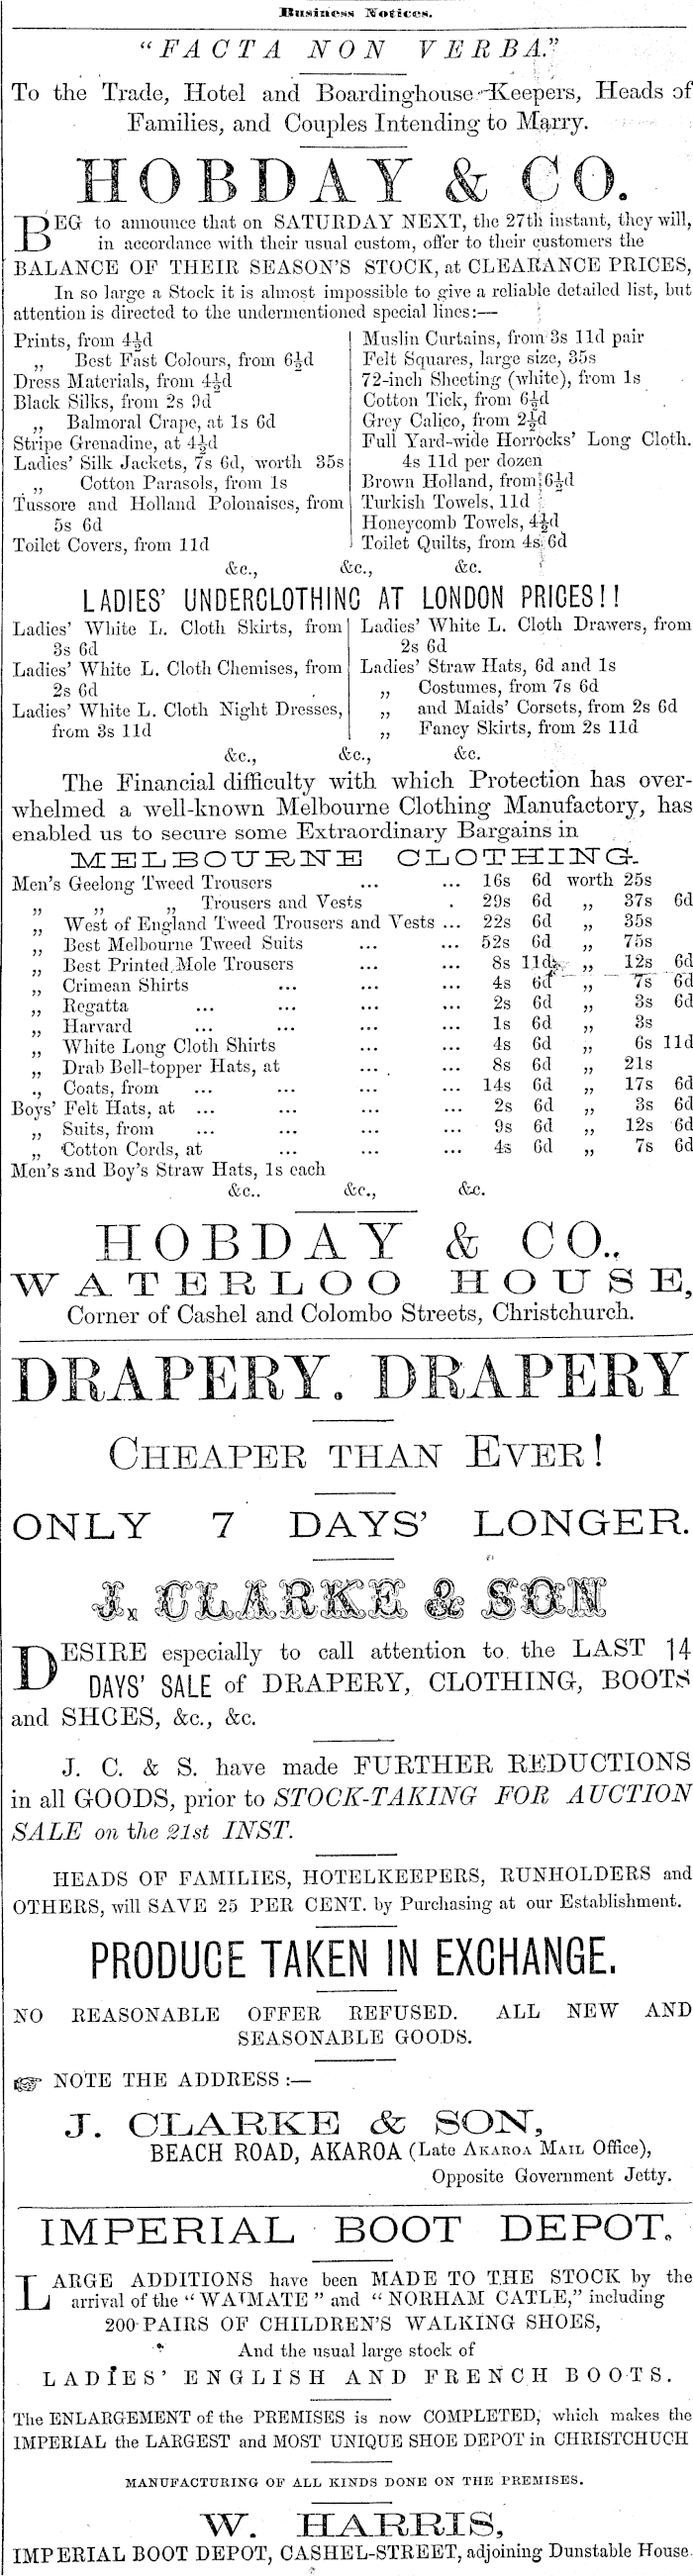 Business Notices.
"FACTA NON VERBA."
To the Trade, Hotel and Boardinghouse Keepers, Heads of
Families, and Couples Intending to Marry.
HOBDAY & CO.
BEG to announce that on SATURDAY NEXT, the 27th instant, they will,
in accordance with their usual custom, offer to their customers the
BALANCE OF THEIR SEASON'S STOCK, at CLEARANCE PRICES,
In so large a Stock it is almost impossible to give a reliable detailed list, but
attention is directed to the undermentioned special lines:—
Prints, from 4½d
„ Best Fast Colours, from 6½d
Dress Materials, from 4½d
Black Silks, from 2s 9d
„ Balmoral Crape, at 1s 6d
Stripe Grenadine, at 4½d
Ladies' Silk Jackets, 7s 6d, worth 35s
„ Cotton Parasols, from 1s
Tussore and Holland Polonaises, from
5s 6d
Toilet Covers, from 11d
Muslin Curtains, from 3s 11d pair
Felt Squares, large size, 35s
72-inch Sheeting (white), from 1s
Cotton Tick, from 6½d
Grey Calico, from 2½d
Full Yard-wide Horrocks' Long Cloth.
4s 11d per dozen
Brown Holland, from 6½d
Turkish Towels, 11d
Honeycomb Towels, 4½d
Toilet Quilts, from 4s 6d
&c., &c., &c.
LADIES' UNDERCLOTHING AT LONDON PRICES!!
Ladies' White L. Cloth Skirts, from
3s 6d
Ladies' White L. Cloth Chemises, from
2s 6d
Ladies' White L. Cloth Night Dresses,
from 3s 11d
Ladies' White L. Cloth Drawers, from
2s 6d
Ladies' Straw Hats, 6d and 1s
„ Costumes, from 7s 6d
„ and Maids' Corsets, from 2s 6d
„ Fancy Skirts, from 2s 11d
&c., &c., &c.
The Financial difficulty with which Protection has over-
whelmed a well-known Melbourne Clothing Manufactory, has
enabled us to secure some Extraordinary Bargains in
MELBOURNE CLOTHING.
Men's Geelong Tweed Trousers ... ... 16s 6d worth 25s
„ „ „ Trousers and Vests . 29s 6d „ 37s 6d
„ West of England Tweed Trousers and Vests ... 22s 6d „ 35s
„ Best Melbourne Tweed Suits ... ... 52s 6d „ 75s
„ Best Printed Mole Trousers ... ... 8s 11d „ 12s 6d
„ Crimean Shirts ... ... ... 4s 6d „ 7s 6d
„ Regatta ... ... ... ... 2s 6d „ 3s 6d
„ Harvard ... ... ... ... 1s 6d „ 3s
„ White Long Cloth Shirts ... ... 4s 6d „ 6s 11d
„ Drab Bell-topper Hats, at ... ... 8s 6d „ 21s
„ Coats, from ... ... ... ... 14s 6d „ 17s 6d
Boys' Felt Hats, at ... ... ... ... 2s 6d „ 3s 6d
„ Suits, from ... ... ... ... 9s 6d „ 12s 6d
„ Cotton Cords, at ... ... ... 4s 6d „ 7s 6d
Men's and Boy's Straw Hats, 1s each
&c.. &c., &c.
HOBDAY & CO.,
WATERLOO HOUSE,
Corner of Cashel and Colombo Streets, Christchurch.
DRAPERY. DRAPERY
CHEAPER THAN EVER!
ONLY 7 DAYS' LONGER.
J. CLARKE & SON
DESIRE especially to call attention to the LAST 14
DAYS' SALE of DRAPERY, CLOTHING, BOOTS
and SHOES, &c., &c.
J. C. & S. have made FURTHER REDUCTIONS
in all GOODS, prior to STOCK-TAKING FOR AUCTION
SALE on the 21st INST.
HEADS OF FAMILIES, HOTELKEEPERS, RUNHOLDERS and
OTHERS, will SAVE 25 PER CENT. by Purchasing at our Establishment.
PRODUCE TAKEN IN EXCHANGE.
NO REASONABLE OFFER REFUSED. ALL NEW AND
SEASONABLE GOODS.
☞ NOTE THE ADDRESS:—
J. CLARKE & SON,
BEACH ROAD, AKAROA (Late AKAROA MAIL Office),
Opposite Government Jetty.
IMPERIAL BOOT DEPOT.
LARGE ADDITIONS have been MADE TO THE STOCK by the
arrival of the "WAIMATE" and "NORHAM CATLE," including
200 PAIRS OF CHILDREN'S WALKING SHOES,
And the usual large stock of
LADIES' ENGLISH AND FRENCH BOOTS.
The ENLARGEMENT of the PREMISES is now COMPLETED, which makes the
IMPERIAL the LARGEST and MOST UNIQUE SHOE DEPOT in CHRISTCHUCH
MANUFACTURING OF ALL KINDS DONE ON THE PREMISES.
W. HARRIS,
IMPERIAL BOOT DEPOT, CASHEL-STREET, adjoining Dunstable House.